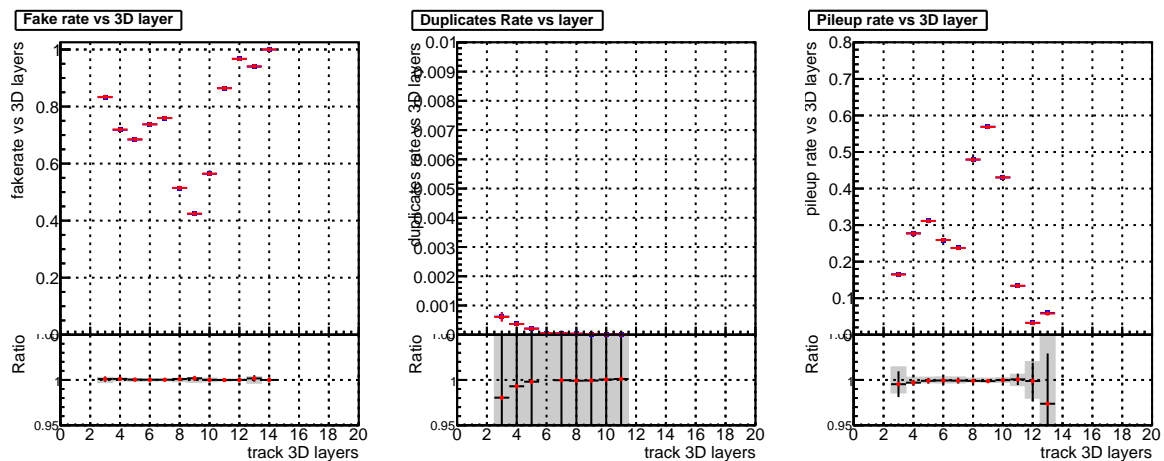 Fake rate vs 3D layer
fakerate vs 3D layers
1
0.8
0.6
0.4
0.2
0
Ratio
1
0.95
0 2 4 6 8 10 12 14 16 18 20
track 3D layers
Duplicates Rate vs layer
duplicates rate vs 3D layers
0.01
0.009
0.008
0.007
0.006
0.005
0.004
0.003
0.002
0.001
0
Ratio
1
0.95
0 2 4 6 8 10 12 14 16 18 20
track 3D layers
Pileup rate vs 3D layer
pileup rate vs 3D layers
0.8
0.7
0.6
0.5
0.4
0.3
0.2
0.1
0
Ratio
1
0.95
0 2 4 6 8 10 12 14 16 18 20
track 3D layers